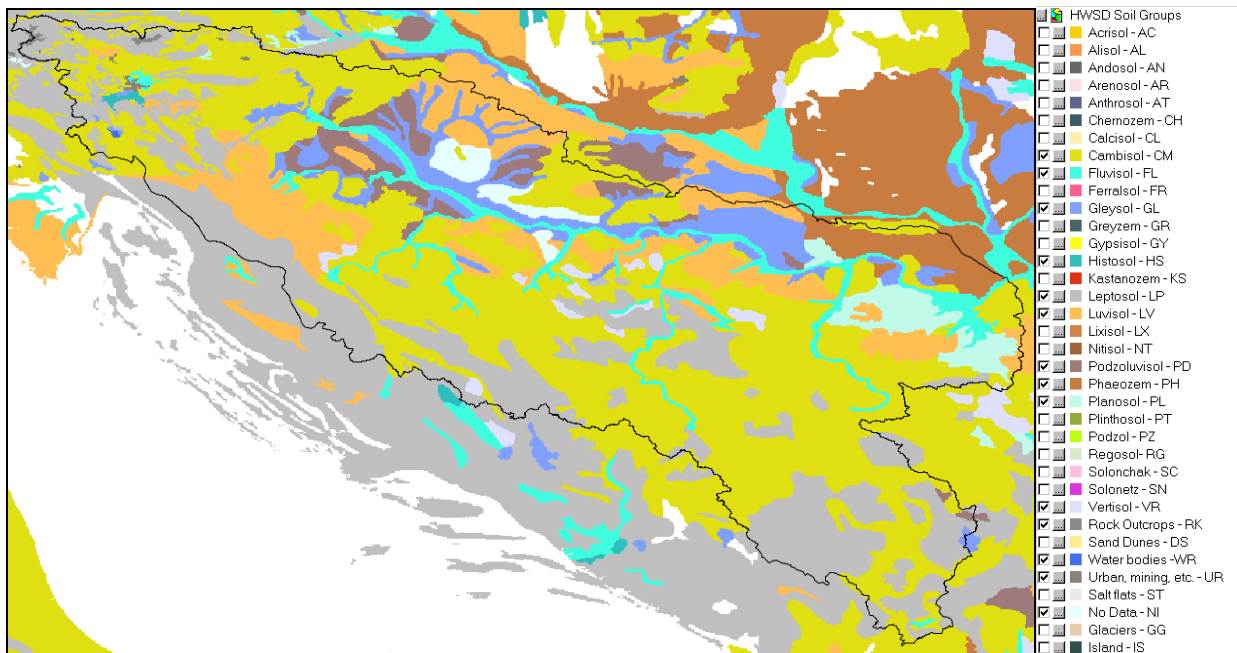 HWSD Soil Groups
Acrisol - AC
Alisol - AL
Andosol - AN
Arenosol - AR
Anthrosol - AT
Chernozem - CH
Calcisol - CL
Cambisol - CM
Fluvisol - FL
Ferralsol - FR
Gleysol - GL
Greyzem - GR
Gypsisol - GY
Histosol - HS
Kastanozem - KS
Leptosol - LP
Luvisol - LV
Lixisol - LX
Nitisol - NT
Podzoluvisol - PD
Phaeozem - PH
Planosol - PL
Plinthosol - PT
Podzol - PZ
Regosol - RG
Solonchak - SC
Solonetz - SN
Vertisol - VR
Rock Outcrops - RK
Sand Dunes - DS
Water bodies -WR
Urban, mining, etc. - UR
Salt flats - ST
No Data - NI
Glaciers - GG
Island - IS